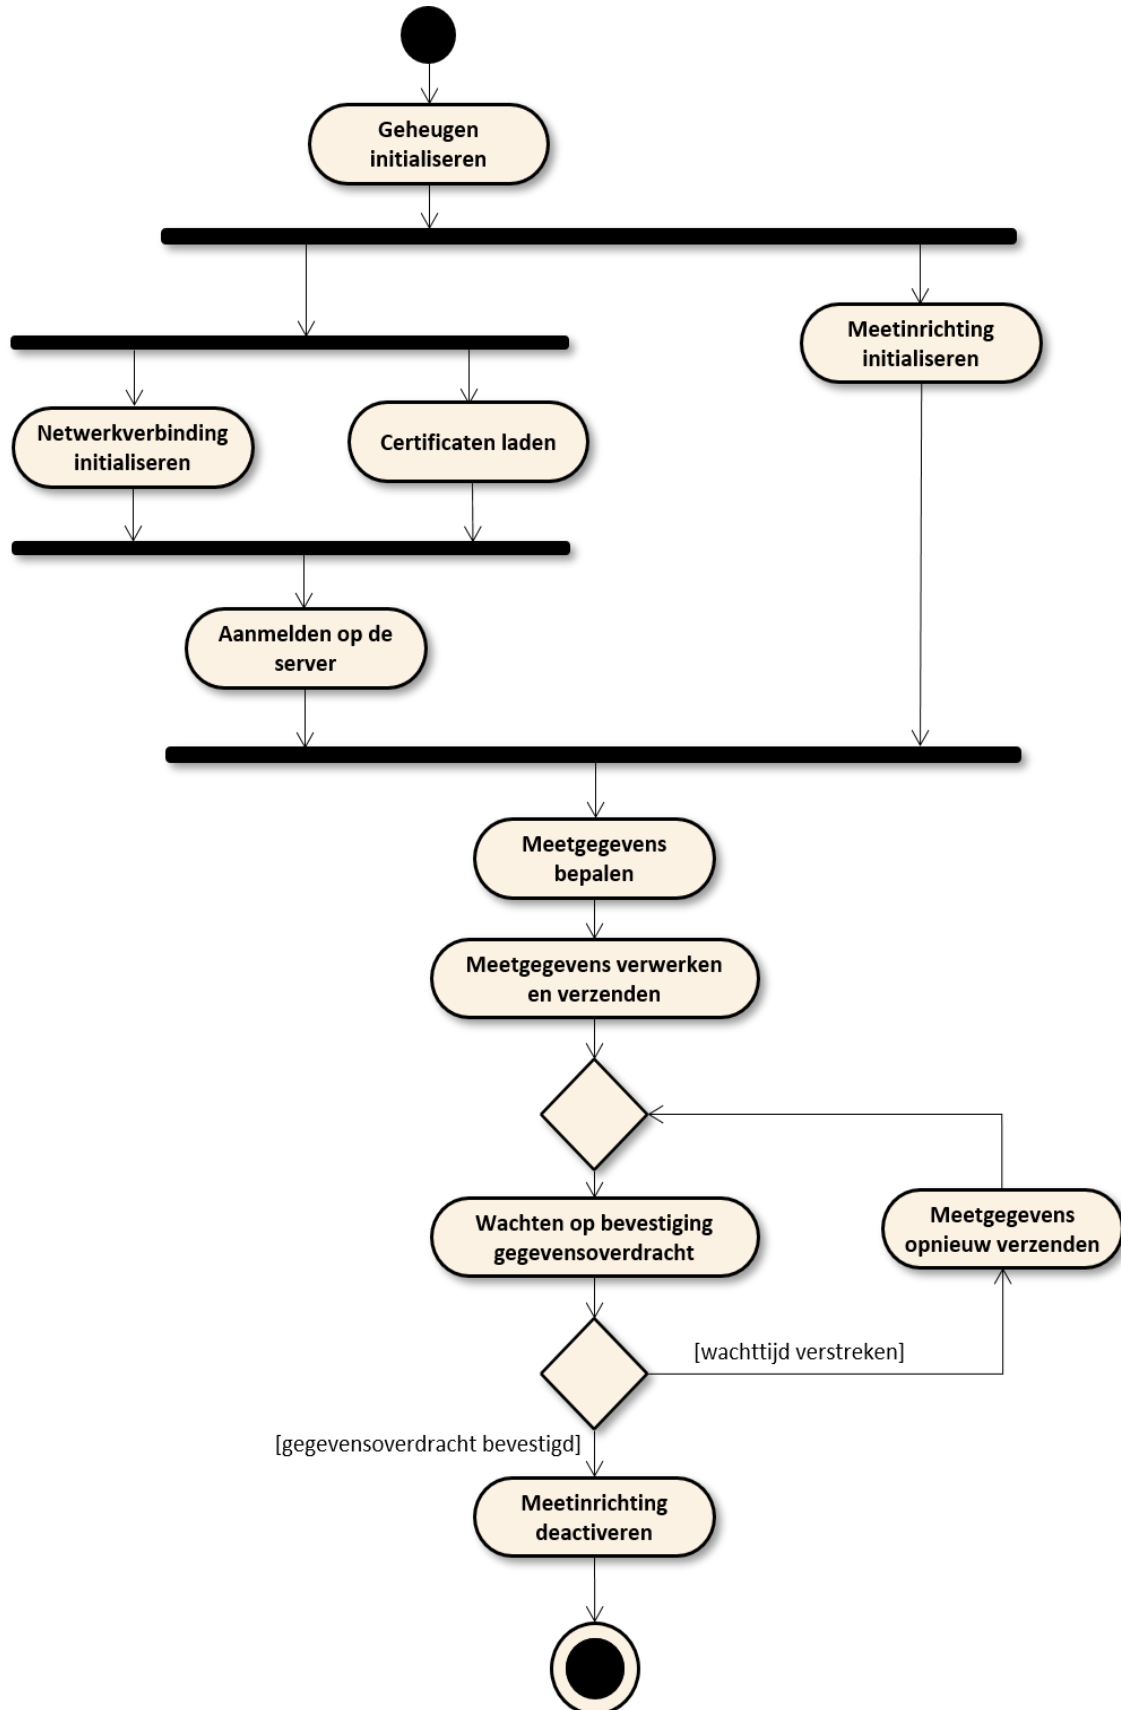 Geheugen
initialiseren
Meetinrichting
initialiseren
Netwerkverbinding
initialiseren
Certificaten laden
Aanmelden op de
server
Meetgegevens
bepalen
Meetgegevens verwerken
en verzenden
Wachten op bevestiging
gegevensoverdracht
Meetgegevens
opnieuw verzenden
[wachttijd verstreken]
[gegevensoverdracht bevestigd]
Meetinrichting
deactiveren